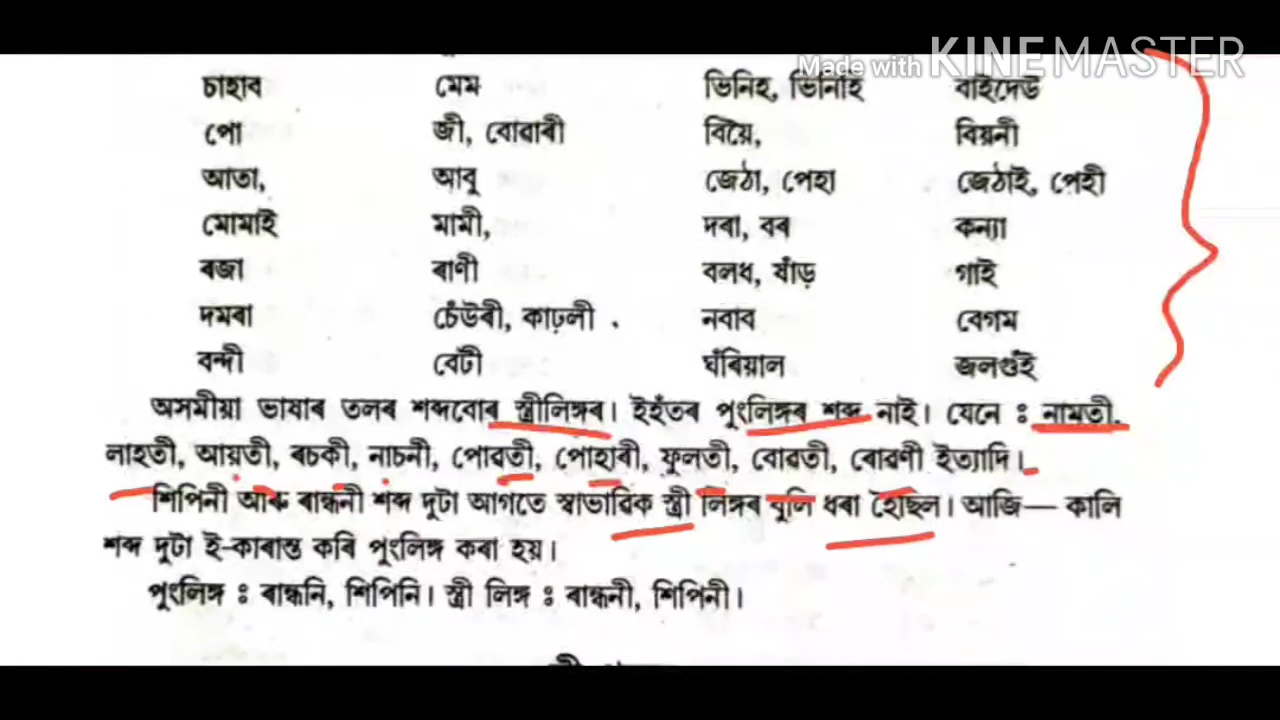 Made with KINEMASTER
চাহাব মেম ভিনিহি, ভিনিহি বাইদেউ
পো জী, বোৱাৰী বিয়ৈ, বিয়নী
আতা, আবু জেঠা, পেহা জেঠাই, পেহী
মোমাই মামী, দৰা, বৰ কন্যা
ৰজা ৰাণী বলধ, ষাঁড় গাই
দমৰা চেঁউৰী, কাঢ়লী . নবাব বেগম
বন্দী বেটী ঘঁৰিয়াল জলগুঁই
অসমীয়া ভাষাৰ তলৰ শব্দবোৰ স্ত্ৰীলিঙ্গৰ। ইহঁতৰ পুংলিঙ্গৰ শব্দ নাই। যেনে : নামতী.
লাহতী, আয়তী, ৰচকী, নাচনী, পোৱতী, পোহাৰী, ফুলতী, বোৱতী, ৰোৱণী ইত্যাদি।
শিপিনী আৰু ৰান্ধনী শব্দ দুটা আগতে স্বাভাৱিক স্ত্ৰী লিঙ্গৰ বুলি ধৰা হৈছিল। আজি— কালি
শব্দ দুটা ই-কাৰান্ত কৰি পুংলিঙ্গ কৰা হয়।
পুংলিঙ্গ : ৰান্ধনি, শিপিনি। স্ত্ৰী লিঙ্গ : ৰান্ধনী, শিপিনী।